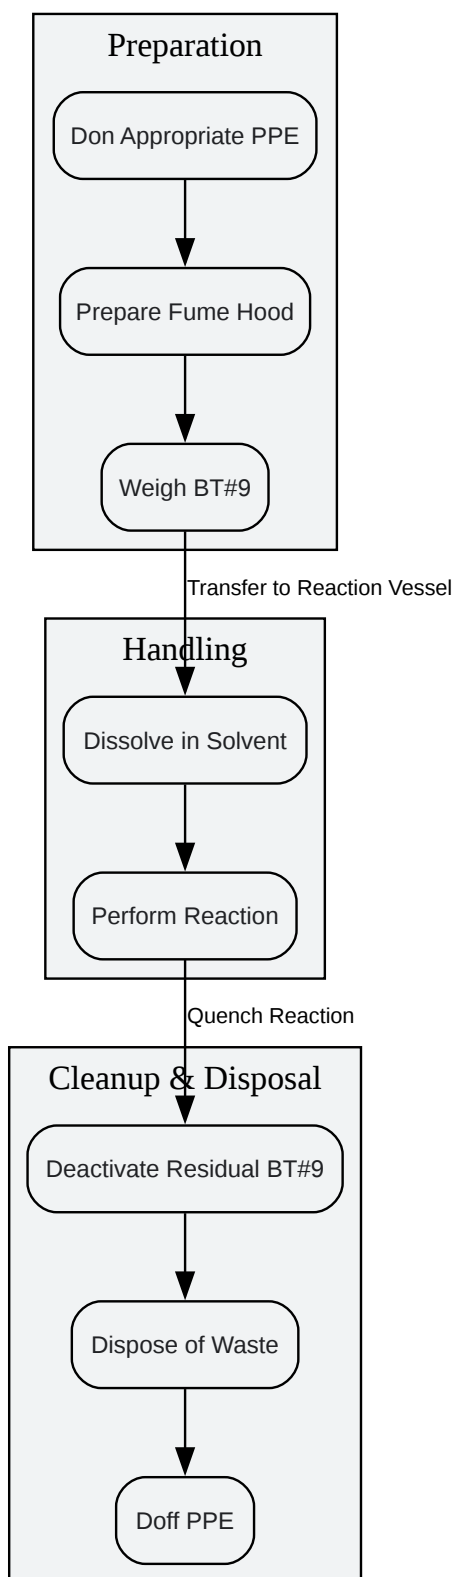 Preparation
Don Appropriate PPE
Prepare Fume Hood
Weigh BT#9
Transfer to Reaction Vessel
Handling
Dissolve in Solvent
Perform Reaction
Quench Reaction
Cleanup & Disposal
Deactivate Residual BT#9
Dispose of Waste
Doff PPE